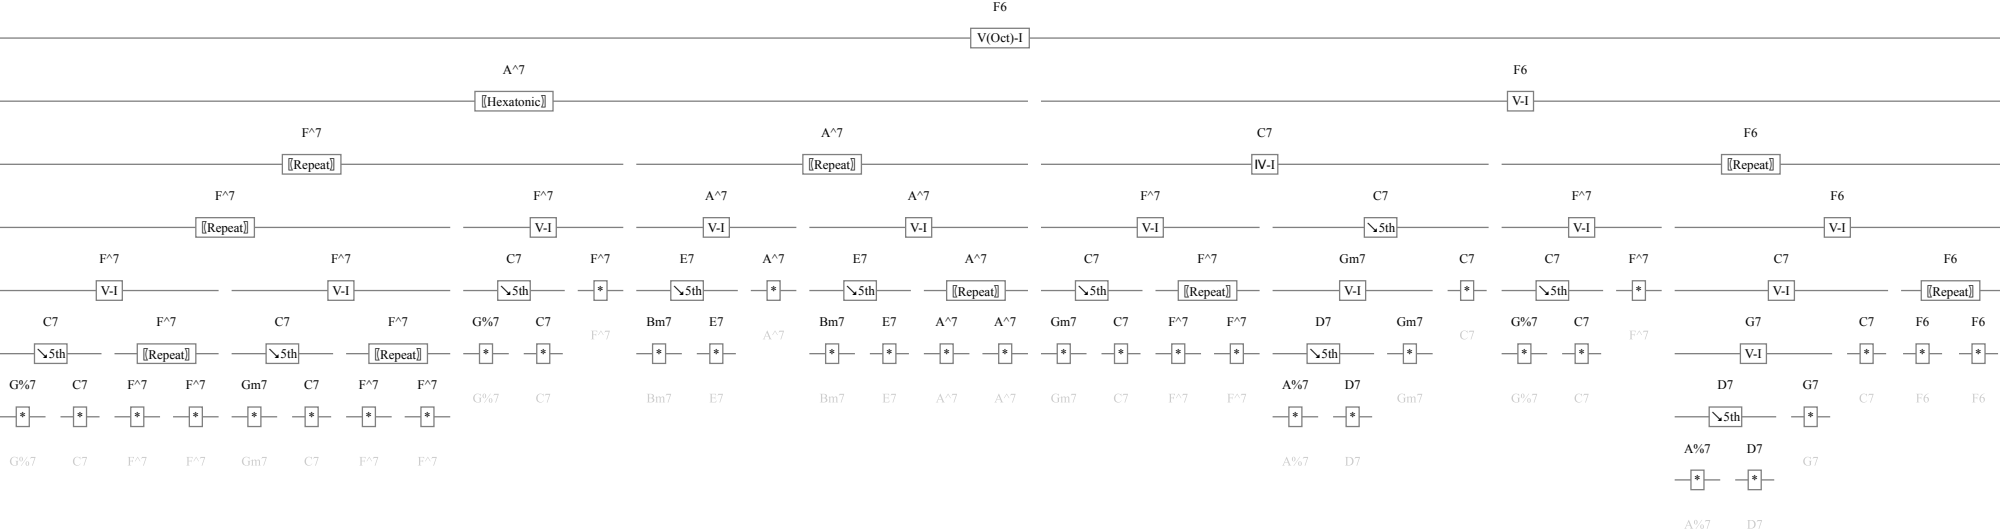 F6
V(Oct)-I
A^7 F6
⟦Hexatonic⟧ V-I
F^7 A^7 C7 F6
⟦Repeat⟧ ⟦Repeat⟧ Ⅳ-I ⟦Repeat⟧
F^7 F^7 A^7 A^7 F^7 C7 F^7 F6
⟦Repeat⟧ V-I V-I V-I V-I ↘5th V-I V-I
F^7 F^7 C7 F^7 E7 A^7 E7 A^7 C7 F^7 Gm7 C7 C7 F^7 C7 F6
V-I V-I ↘5th * ↘5th * ↘5th ⟦Repeat⟧ ↘5th ⟦Repeat⟧ V-I * ↘5th * V-I ⟦Repeat⟧
C7 F^7 C7 F^7 G%7 C7 F^7 Bm7 E7 A^7 Bm7 E7 A^7 A^7 Gm7 C7 F^7 F^7 D7 Gm7 C7 G%7 C7 F^7 G7 C7 F6 F6
↘5th ⟦Repeat⟧ ↘5th ⟦Repeat⟧ * * * * * * * * * * * * ↘5th * * * V-I * * *
G%7 C7 F^7 F^7 Gm7 C7 F^7 F^7 G%7 C7 Bm7 E7 Bm7 E7 A^7 A^7 Gm7 C7 F^7 F^7 A%7 D7 Gm7 G%7 C7 D7 G7 C7 F6 F6
* * * * * * * * * * ↘5th *
G%7 C7 F^7 F^7 Gm7 C7 F^7 F^7 A%7 D7 A%7 D7 G7
* *
A%7 D7